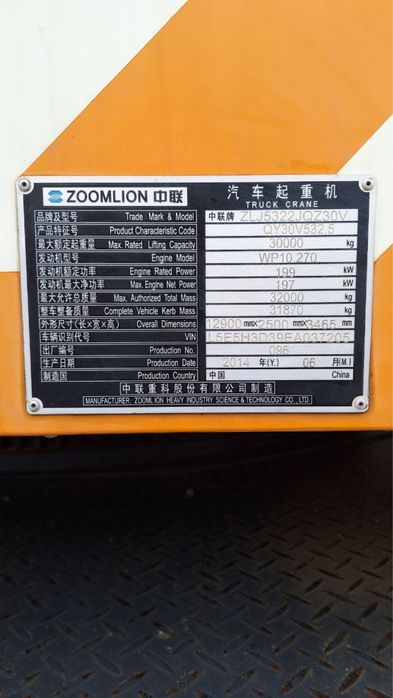 ZOOMLION 中联 汽车起重机
TRUCK CRANE
品牌及型号 Trade Mark & Model 中联牌 ZLJ5322JQZ30V
产品特征号 Product Characteristic Code QY30V532.5
最大额定起重量 Max. Rated Lifting Capacity 30000 kg
发动机型号 Engine Model WP10.270
发动机额定功率 Engine Rated Power 199 kW
发动机最大净功率 Max. Engine Net Power 197 kW
最大允许总质量 Max. Authorized Total Mass 32000 kg
整车整备质量 Complete Vehicle Kerb Mass 31870 kg
外形尺寸(长×宽×高) Overall Dimensions 12900 mm× 2500 mm× 3465 mm
车辆识别代号 VIN L5E5H3D39EA037205
出厂编号 Production No. 096
生产日期 Production Date 2014 年(Y.) 06 月(M.)
制造国 Production Country 中国 China
中联重科股份有限公司制造
MANUFACTURER: ZOOMLION HEAVY INDUSTRY SCIENCE & TECHNOLOGY CO., LTD.